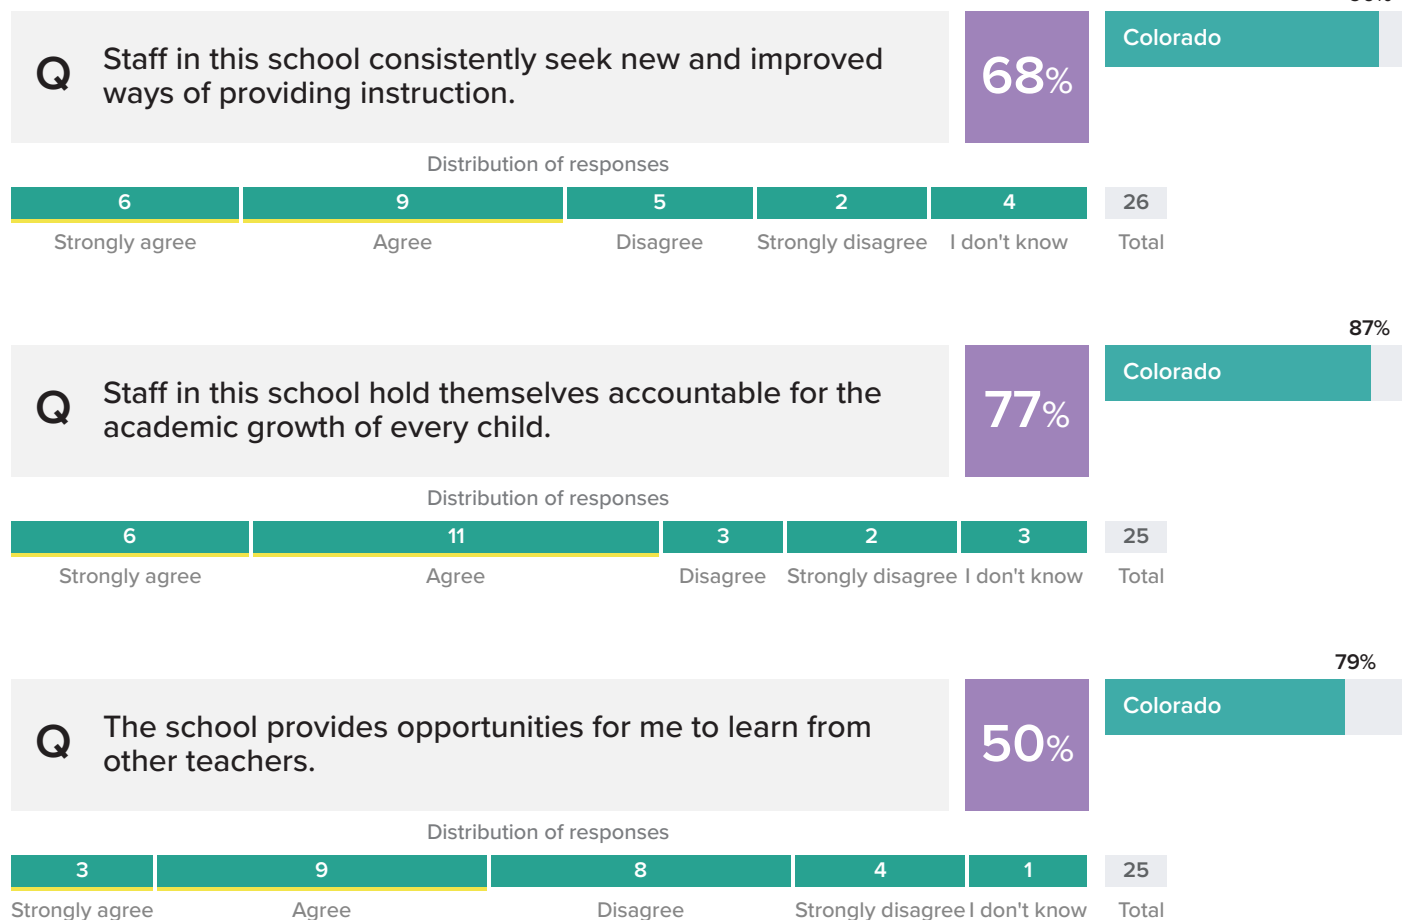 Q
Staff in this school consistently seek new and improved
ways of providing instruction.
68%
Colorado
Distribution of responses
6 9 5 2 4 26
Strongly agree Agree Disagree Strongly disagree I don't know Total
87%
Q
Staff in this school hold themselves accountable for the
academic growth of every child.
77%
Colorado
Distribution of responses
6 11 3 2 3 25
Strongly agree Agree Disagree Strongly disagree I don't know Total
79%
Q
The school provides opportunities for me to learn from
other teachers.
50%
Colorado
Distribution of responses
3 9 8 4 1 25
Strongly agree Agree Disagree Strongly disagree I don't know Total